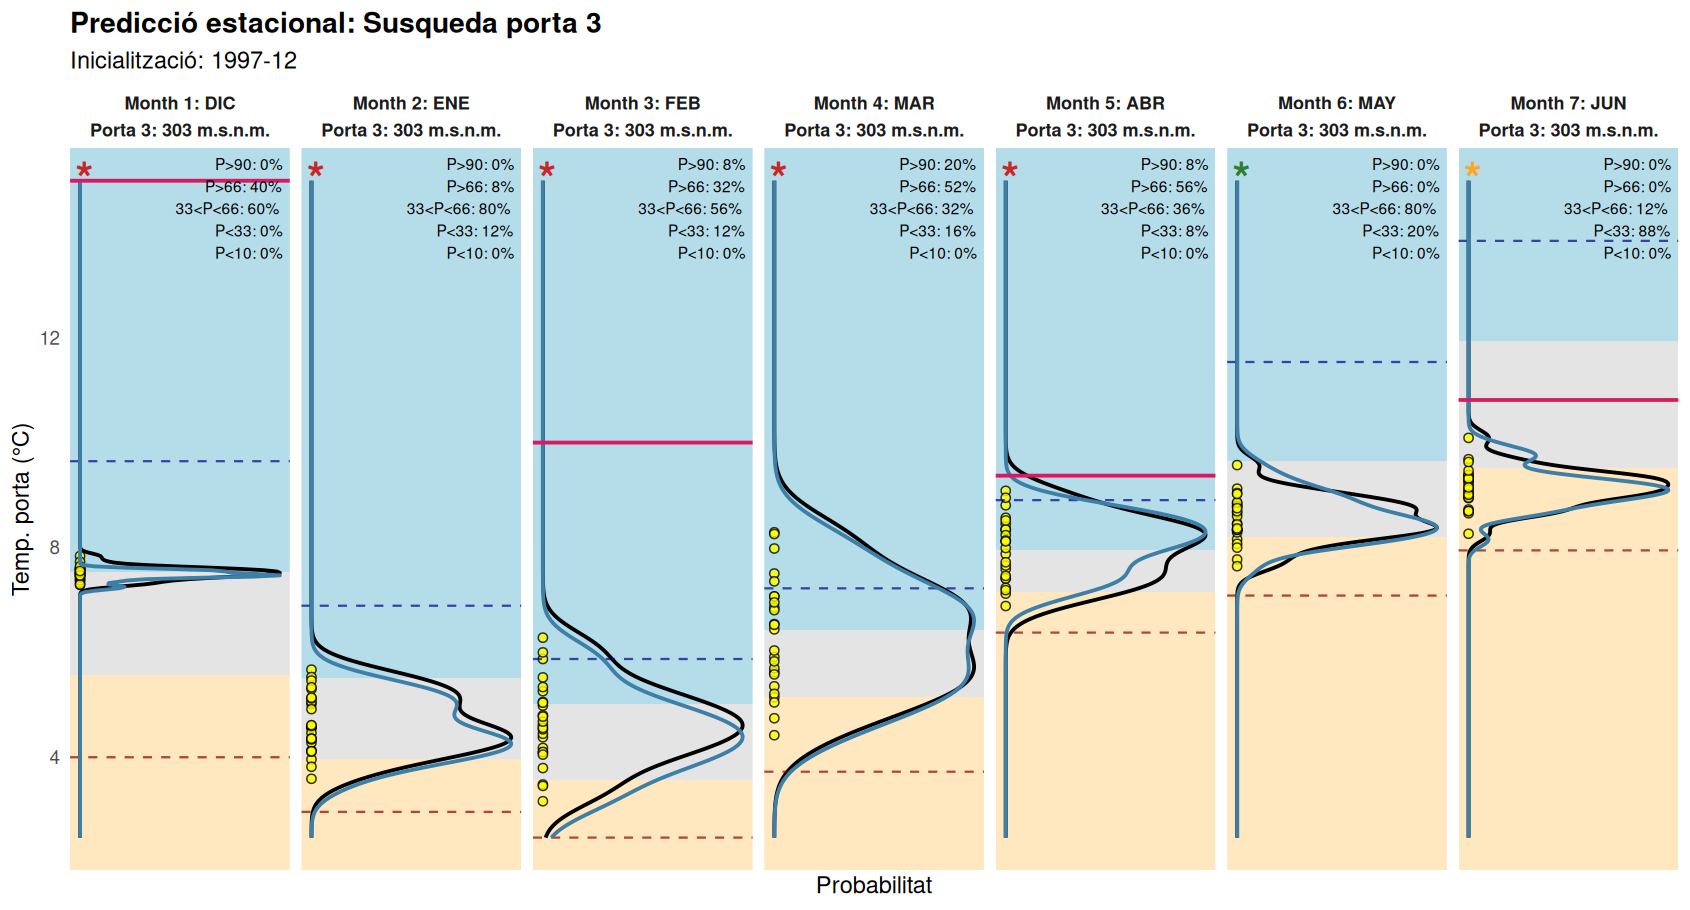 Predicció estacional: Susqueda porta 3
Inicialització: 1997-12
Month 1: DIC
Porta 3: 303 m.s.n.m.
Month 2: ENE
Porta 3: 303 m.s.n.m.
Month 3: FEB
Porta 3: 303 m.s.n.m.
Month 4: MAR
Porta 3: 303 m.s.n.m.
Month 5: ABR
Porta 3: 303 m.s.n.m.
Month 6: MAY
Porta 3: 303 m.s.n.m.
Month 7: JUN
Porta 3: 303 m.s.n.m.
*
P>90: 0%
P>66: 40%
33<P<66: 60%
P<33: 0%
P<10: 0%
*
P>90: 0%
P>66: 8%
33<P<66: 80%
P<33: 12%
P<10: 0%
*
P>90: 8%
P>66: 32%
33<P<66: 56%
P<33: 12%
P<10: 0%
*
P>90: 20%
P>66: 52%
33<P<66: 32%
P<33: 16%
P<10: 0%
*
P>90: 8%
P>66: 56%
33<P<66: 36%
P<33: 8%
P<10: 0%
*
P>90: 0%
P>66: 0%
33<P<66: 80%
P<33: 20%
P<10: 0%
*
P>90: 0%
P>66: 0%
33<P<66: 12%
P<33: 88%
P<10: 0%
12
8
4
Temp. porta (°C)
Probabilitat